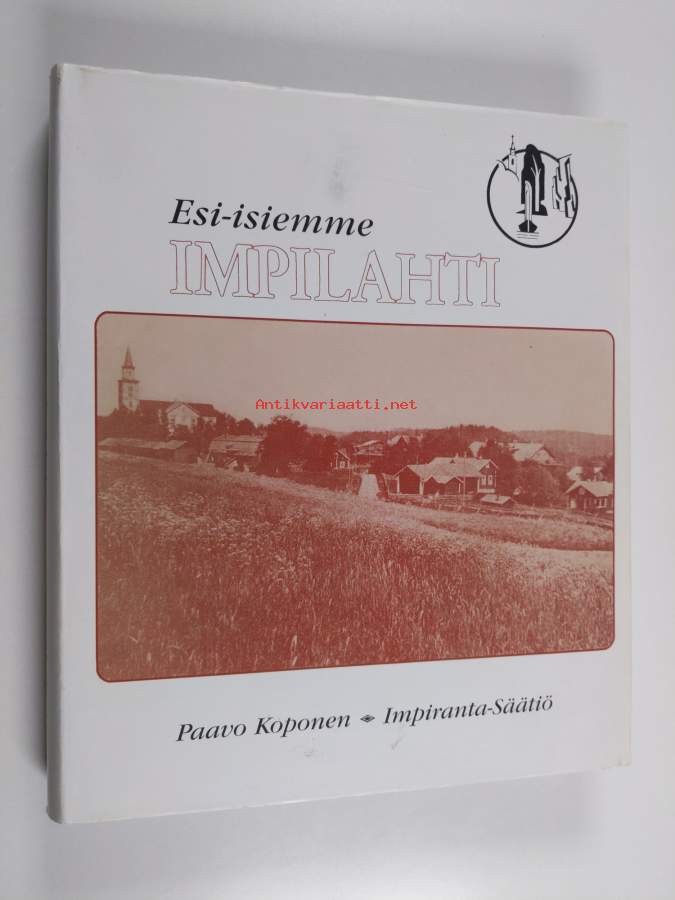 Esi-isiemme
IMPILAHTI
Antikvariaatti.net
Paavo Koponen Impiranta-Säätiö